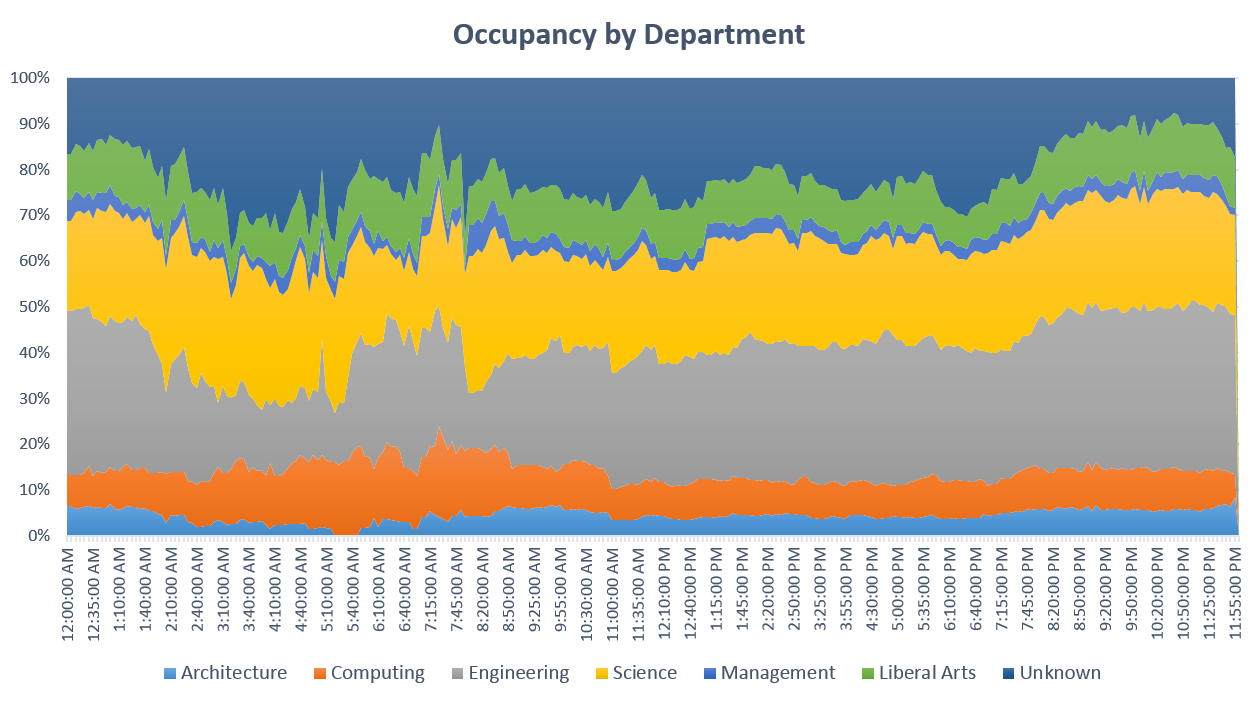 Occupancy by Department
100%
90%
80%
70%
60%
50%
40%
30%
20%
10%
0%
12:00:00 AM
12:35:00 AM
1:10:00 AM
1:40:00 AM
2:10:00 AM
2:40:00 AM
3:10:00 AM
3:40:00 AM
4:10:00 AM
4:40:00 AM
5:10:00 AM
5:40:00 AM
6:10:00 AM
6:40:00 AM
7:15:00 AM
7:45:00 AM
8:20:00 AM
8:50:00 AM
9:25:00 AM
9:55:00 AM
10:30:00 AM
11:00:00 AM
11:35:00 AM
12:10:00 PM
12:40:00 PM
1:15:00 PM
1:45:00 PM
2:20:00 PM
2:50:00 PM
3:25:00 PM
3:55:00 PM
4:30:00 PM
5:00:00 PM
5:35:00 PM
6:10:00 PM
6:40:00 PM
7:15:00 PM
7:45:00 PM
8:20:00 PM
8:50:00 PM
9:20:00 PM
9:50:00 PM
10:20:00 PM
10:50:00 PM
11:25:00 PM
11:55:00 PM
Architecture Computing Engineering Science Management Liberal Arts Unknown